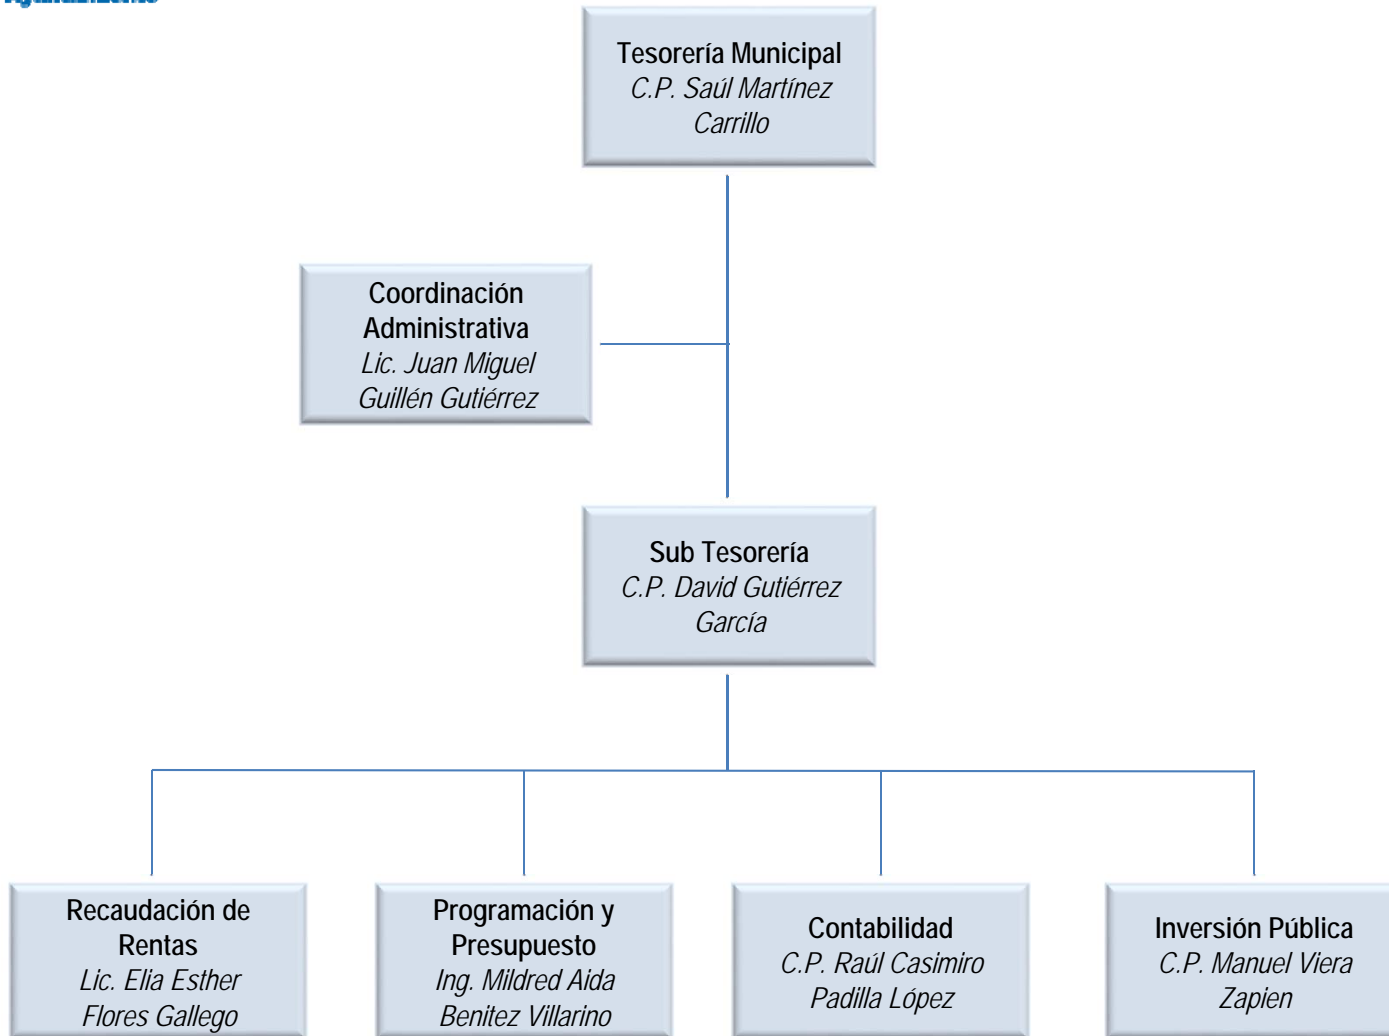 Tesorería Municipal
C.P. Saúl Martínez
Carrillo
Coordinación
Administrativa
Lic. Juan Miguel
Guillén Gutiérrez
Sub Tesorería
C.P. David Gutiérrez
García
Recaudación de
Rentas
Lic. Elia Esther
Flores Gallego
Programación y
Presupuesto
Ing. Mildred Aida
Benitez Villarino
Contabilidad
C.P. Raúl Casimiro
Padilla López
Inversión Pública
C.P. Manuel Viera
Zapien